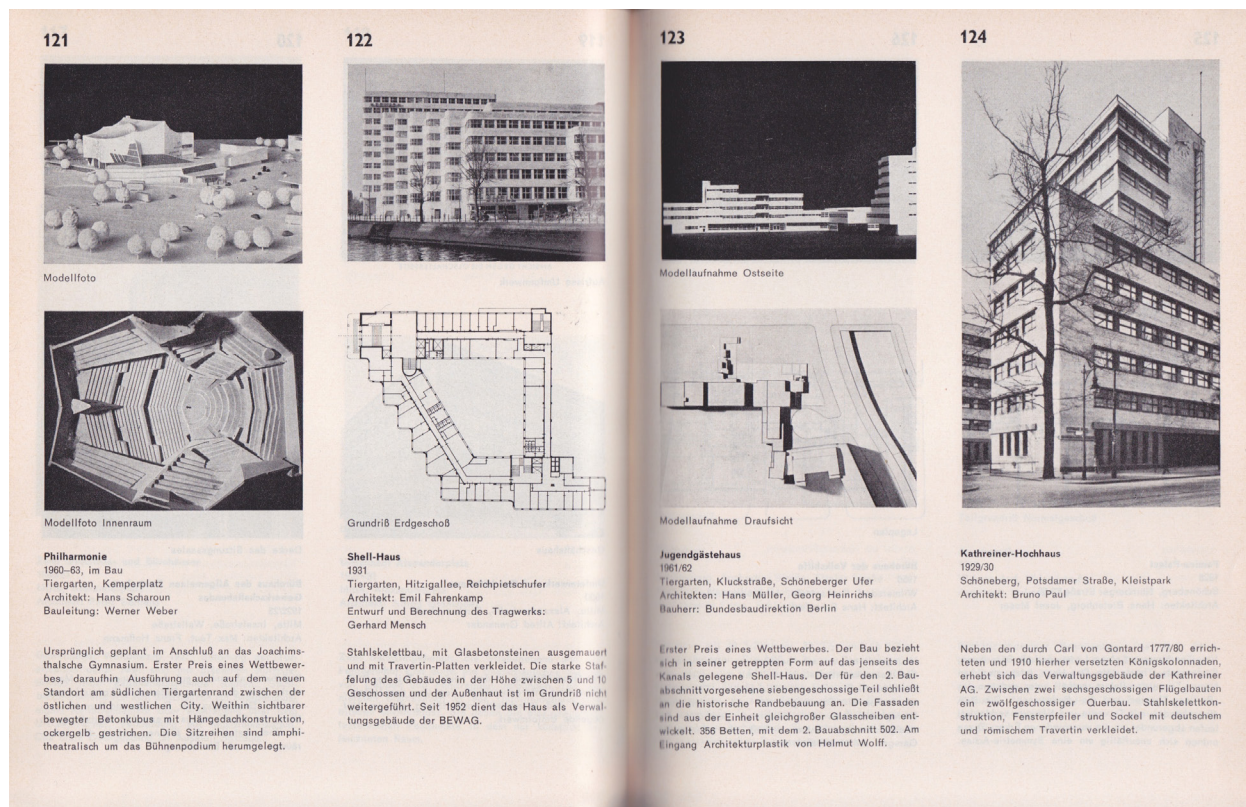 121
Modellfoto
Modellfoto Innenraum
Philharmonie
1960–63, im Bau
Tiergarten, Kemperplatz
Architekt: Hans Scharoun
Bauleitung: Werner Weber
Ursprünglich geplant im Anschluß an das Joachims-
thalsche Gymnasium. Erster Preis eines Wettbewer-
bes, daraufhin Ausführung auch auf dem neuen
Standort am südlichen Tiergartenrand zwischen der
östlichen und westlichen City. Weithin sichtbarer
bewegter Betonkubus mit Hängedachkonstruktion,
ockergelb gestrichen. Die Sitzreihen sind amphi-
theatralisch um das Bühnenpodium herumgelegt.
122
Grundriß Erdgeschoß
Shell-Haus
1931
Tiergarten, Hitzigallee, Reichpietschufer
Architekt: Emil Fahrenkamp
Entwurf und Berechnung des Tragwerks:
Gerhard Mensch
Stahlskelettbau, mit Glasbetonsteinen ausgemauert
und mit Travertin-Platten verkleidet. Die starke Staf-
felung des Gebäudes in der Höhe zwischen 5 und 10
Geschossen und der Außenhaut ist im Grundriß nicht
weitergeführt. Seit 1952 dient das Haus als Verwal-
tungsgebäude der BEWAG.
123
Modellaufnahme Ostseite
Modellaufnahme Draufsicht
Jugendgästehaus
1961/62
Tiergarten, Kluckstraße, Schöneberger Ufer
Architekten: Hans Müller, Georg Heinrichs
Bauherr: Bundesbaudirektion Berlin
Erster Preis eines Wettbewerbes. Der Bau bezieht
sich in seiner getreppten Form auf das jenseits des
Kanals gelegene Shell-Haus. Der für den 2. Bau-
abschnitt vorgesehene siebengeschossige Teil schließt
an die historische Randbebauung an. Die Fassaden
sind aus der Einheit gleichgroßer Glasscheiben ent-
wickelt. 356 Betten, mit dem 2. Bauabschnitt 502. Am
Eingang Architekturplastik von Helmut Wolff.
124
Kathreiner-Hochhaus
1929/30
Schöneberg, Potsdamer Straße, Kleistpark
Architekt: Bruno Paul
Neben den durch Carl von Gontard 1777/80 errich-
teten und 1910 hierher versetzten Königskolonnaden,
erhebt sich das Verwaltungsgebäude der Kathreiner
AG. Zwischen zwei sechsgeschossigen Flügelbauten
ein zwölfgeschossiger Querbau. Stahlskelettkon-
struktion, Fensterpfeiler und Sockel mit deutschem
und römischem Travertin verkleidet.